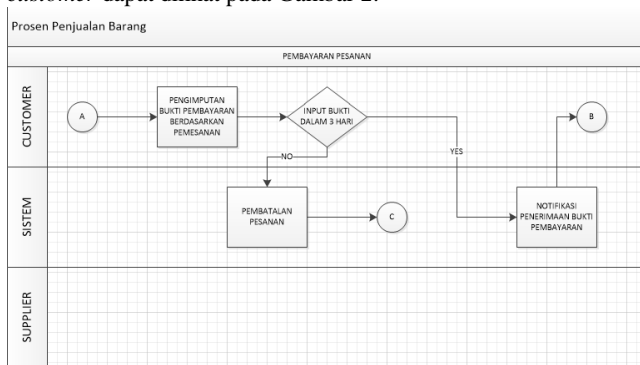 customer dapat dilihat pada Gambar 2.
Prosen Penjualan Barang
PEMBAYARAN PESANAN
CUSTOMER
A
PENGIMPUTAN
BUKTI PEMBAYARAN
BERDASARKAN
PEMESANAN
INPUT BUKTI
DALAM 3 HARI
B
NO
YES
SISTEM
PEMBATALAN
PESANAN
C
NOTIFIKASI
PENERIMAAN BUKTI
PEMBAYARAN
SUPPLIER